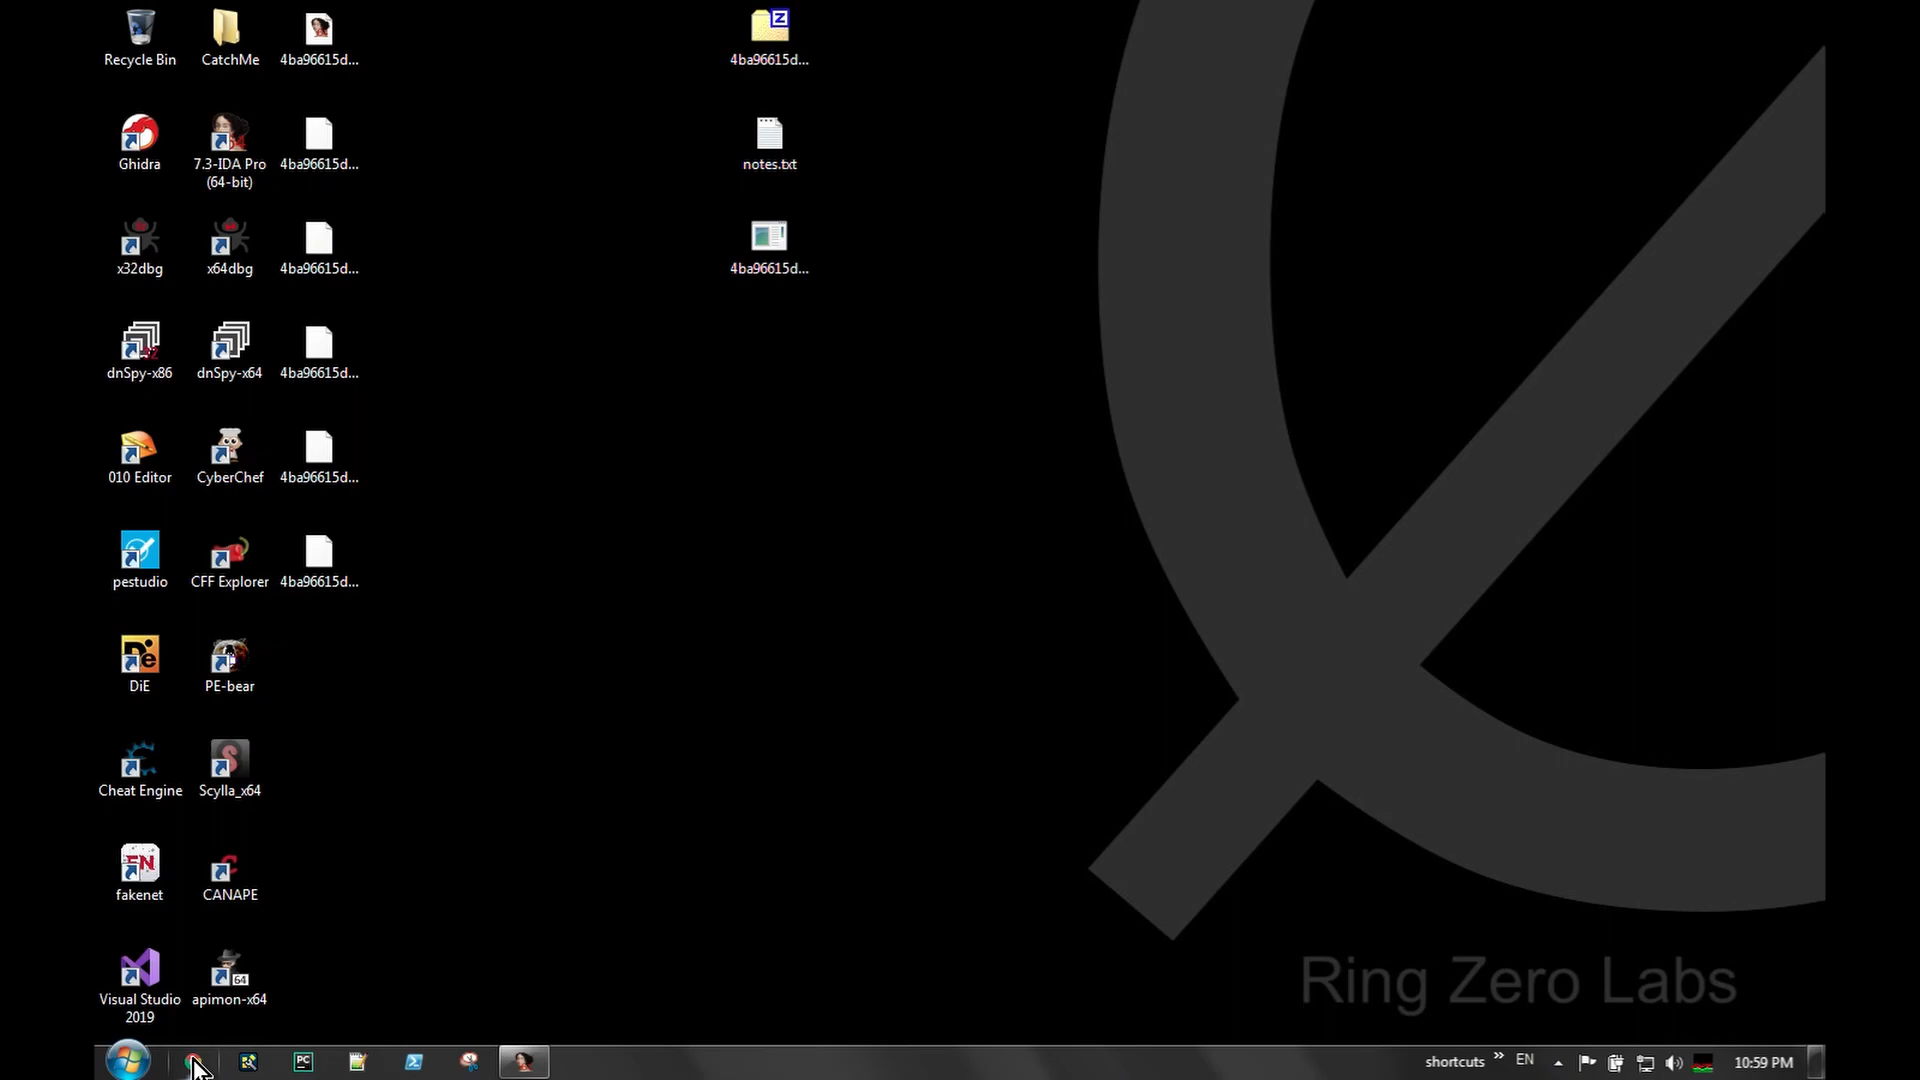 Recycle Bin
CatchMe
4ba96615d...
4ba96615d...
Ghidra
7.3-IDA Pro
(64-bit)
4ba96615d...
notes.txt
x32dbg
x64dbg
4ba96615d...
4ba96615d...
dnSpy-x86
dnSpy-x64
4ba96615d...
010 Editor
CyberChef
4ba96615d...
pestudio
CFF Explorer
4ba96615d...
DiE
PE-bear
Cheat Engine
Scylla_x64
fakenet
CANAPE
Visual Studio
2019
apimon-x64
64
Ring Zero Labs
PC
shortcuts
EN
10:59 PM